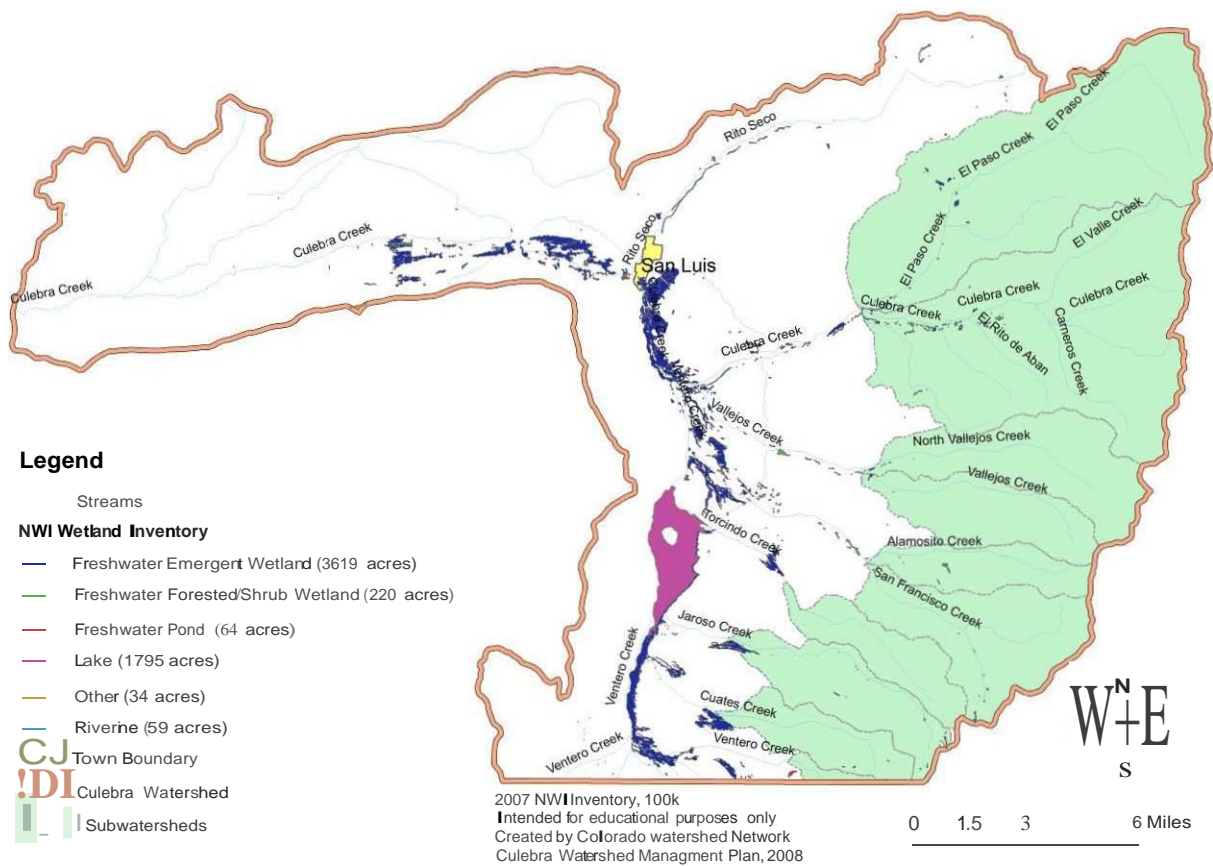 Rito Seco
El Paso Creek
El Paso Creek
El Paso Creek
El Valle Creek
Culebra Creek
Rito Seco
San Luis
Culebra Creek
Culebra Creek
Culebra Creek
Culebra Creek
Culebra Creek
El Rito de Aban
Carneros Creek
Creek
Ventero Creek
Vallejos Creek
North Vallejos Creek
Vallejos Creek
Torcindo Creek
Alamosito Creek
San Francisco Creek
Jaroso Creek
Ventero Creek
Cuates Creek
Ventero Creek
Ventero Creek
Legend
Streams
NWI Wetland Inventory
Freshwater Emergent Wetland (3619 acres)
Freshwater Forested/Shrub Wetland (220 acres)
Freshwater Pond (64 acres)
Lake (1795 acres)
Other (34 acres)
Riverine (59 acres)
CJ Town Boundary
!DI Culebra Watershed
Subwatersheds
N
W+E
S
2007 NWI Inventory, 100k
Intended for educational purposes only
Created by Colorado watershed Network
Culebra Watershed Managment Plan, 2008
0 1.5 3 6 Miles